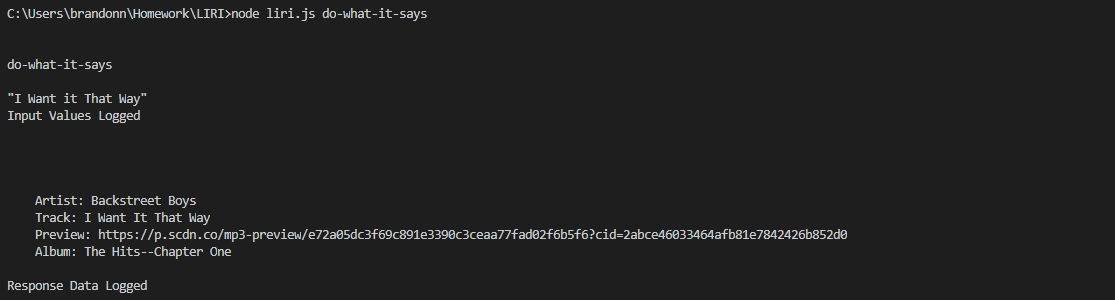 C:\Users\brandonn\Homework\LIRI>node liri.js do-what-it-says
do-what-it-says
"I Want it That Way"
Input Values Logged
Artist: Backstreet Boys
Track: I Want It That Way
Preview: https://p.scdn.co/mp3-preview/e72a05dc3f69c891e3390c3ceaa77fad02f6b5f6?cid=2abce46033464afb81e7842426b852d0
Album: The Hits--Chapter One
Response Data Logged